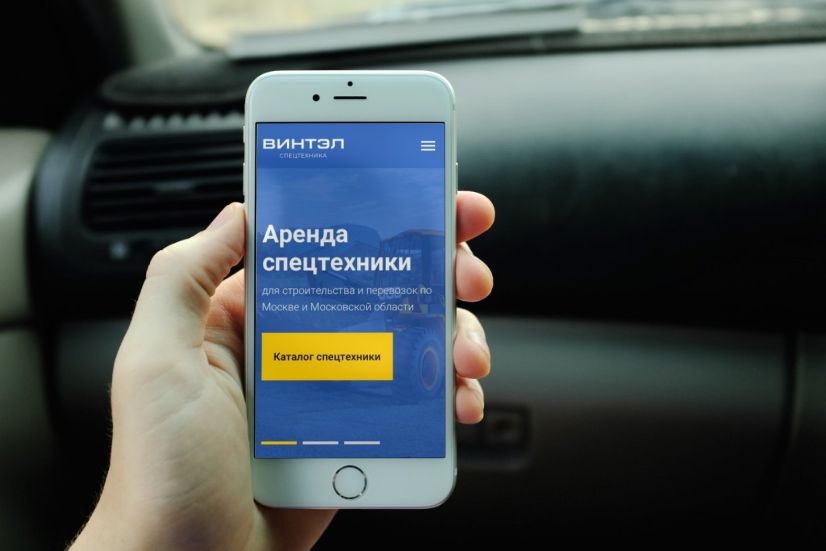 ВИНТЭЛ
СПЕЦТЕХНИКА
Аренда
спецтехники
для строительства и перевозок по
Москве и Московской области
Каталог спецтехники